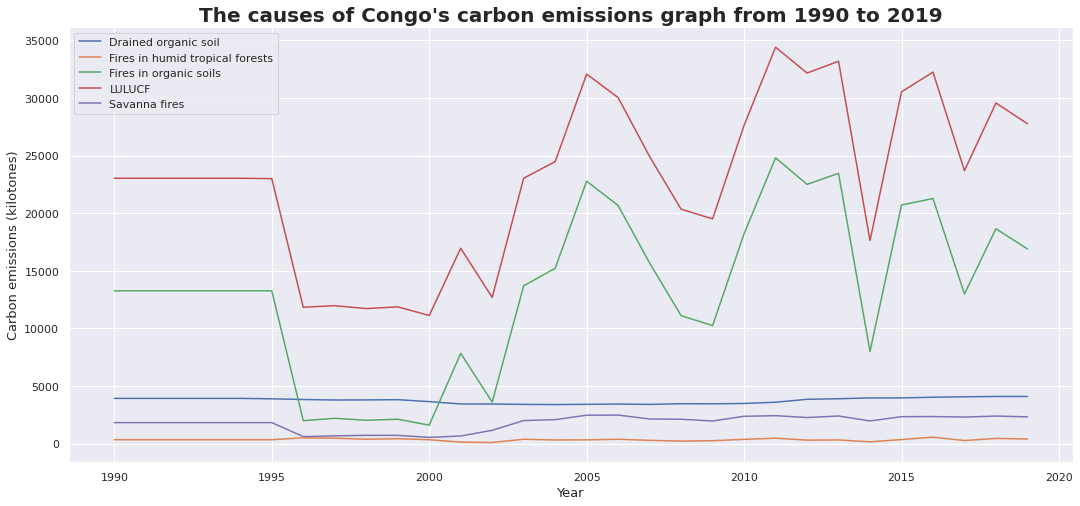 The causes of Congo's carbon emissions graph from 1990 to 2019
Drained organic soil
Fires in humid tropical forests
Fires in organic soils
LULUCF
Savanna fires
Carbon emissions (kilotones)
35000
30000
25000
20000
15000
10000
5000
0
1990 1995 2000 2005 2010 2015 2020
Year